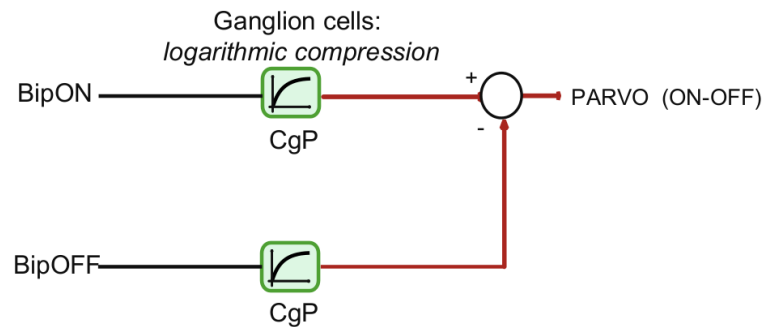 Ganglion cells:
logarithmic compression
BipON
+
PARVO (ON-OFF)
CgP
-
BipOFF
CgP